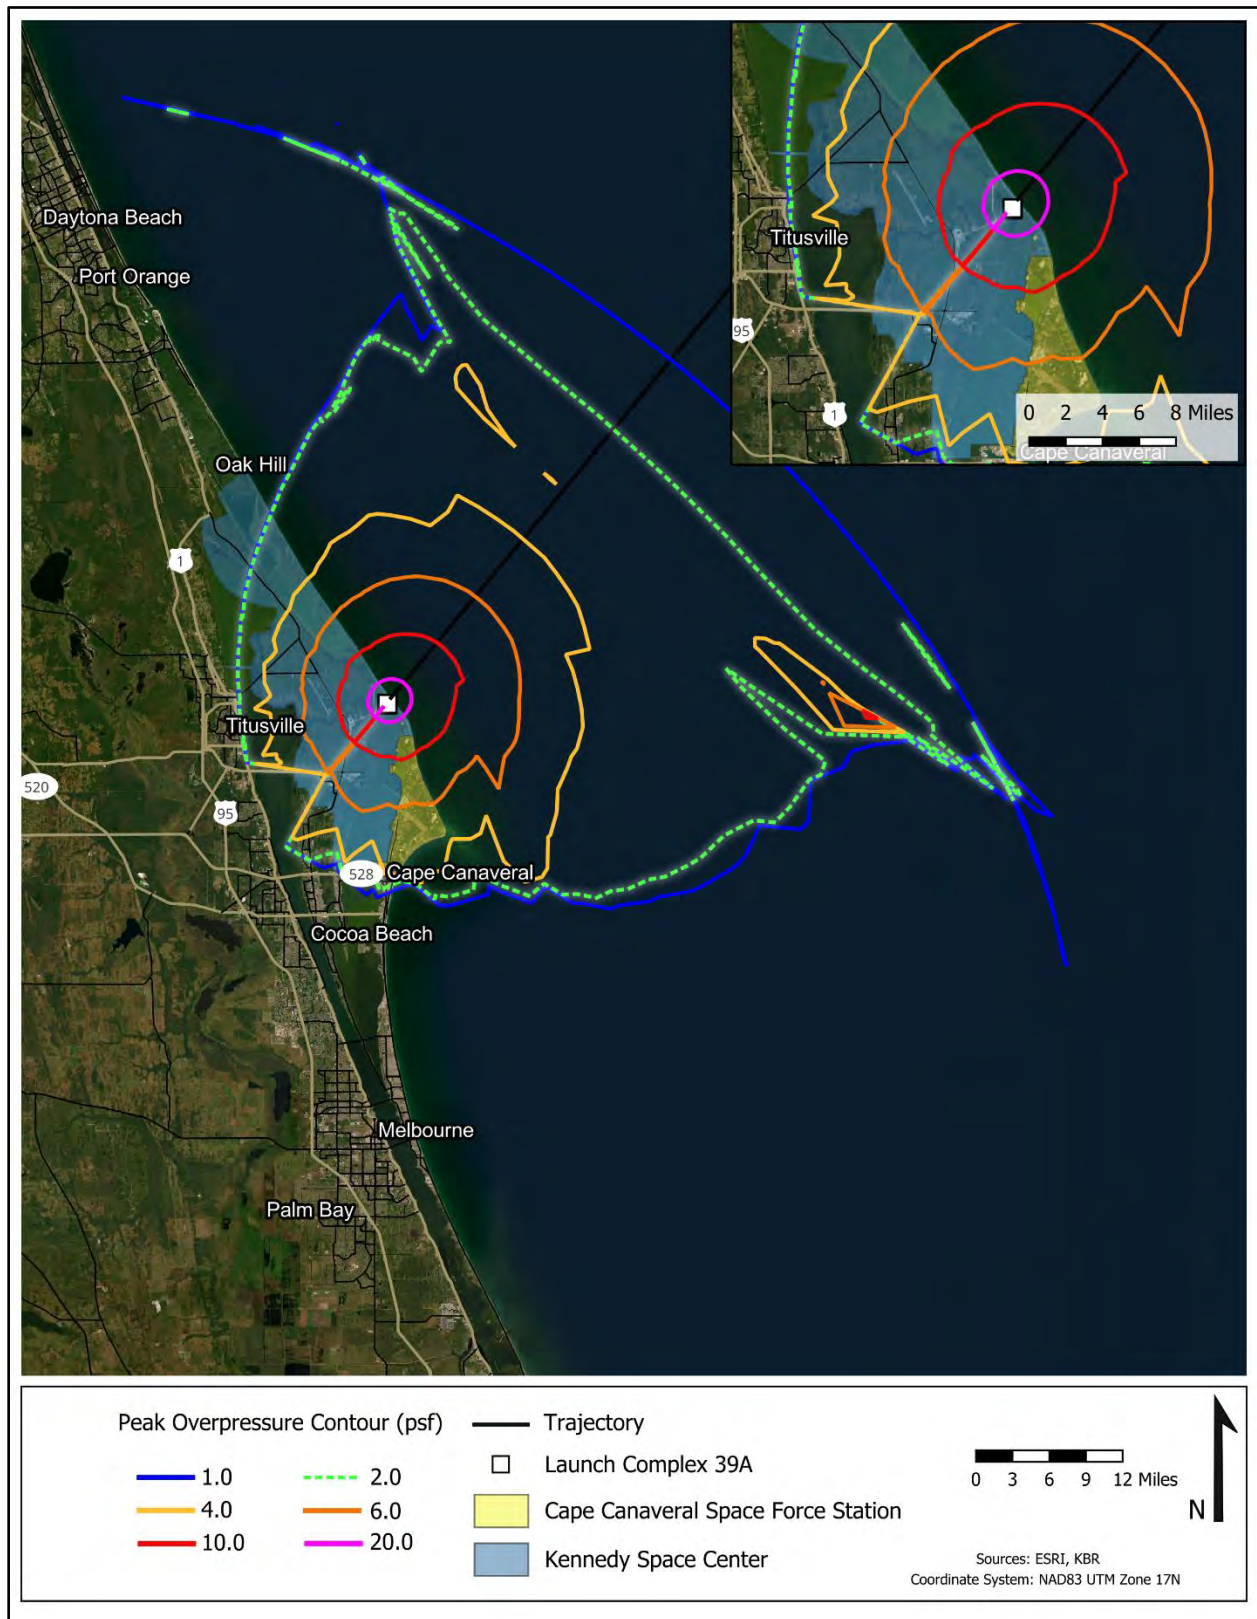 Daytona Beach
Port Orange
Oak Hill
1
Titusville
520
95
528
Cape Canaveral
Cocoa Beach
Melbourne
Palm Bay
Titusville
95
1
0 2 4 6 8 Miles
Cape Canaveral
Peak Overpressure Contour (psf)
1.0
2.0
4.0
6.0
10.0
20.0
Trajectory
Launch Complex 39A
Cape Canaveral Space Force Station
Kennedy Space Center
0 3 6 9 12 Miles
N
Sources: ESRI, KBR
Coordinate System: NAD83 UTM Zone 17N